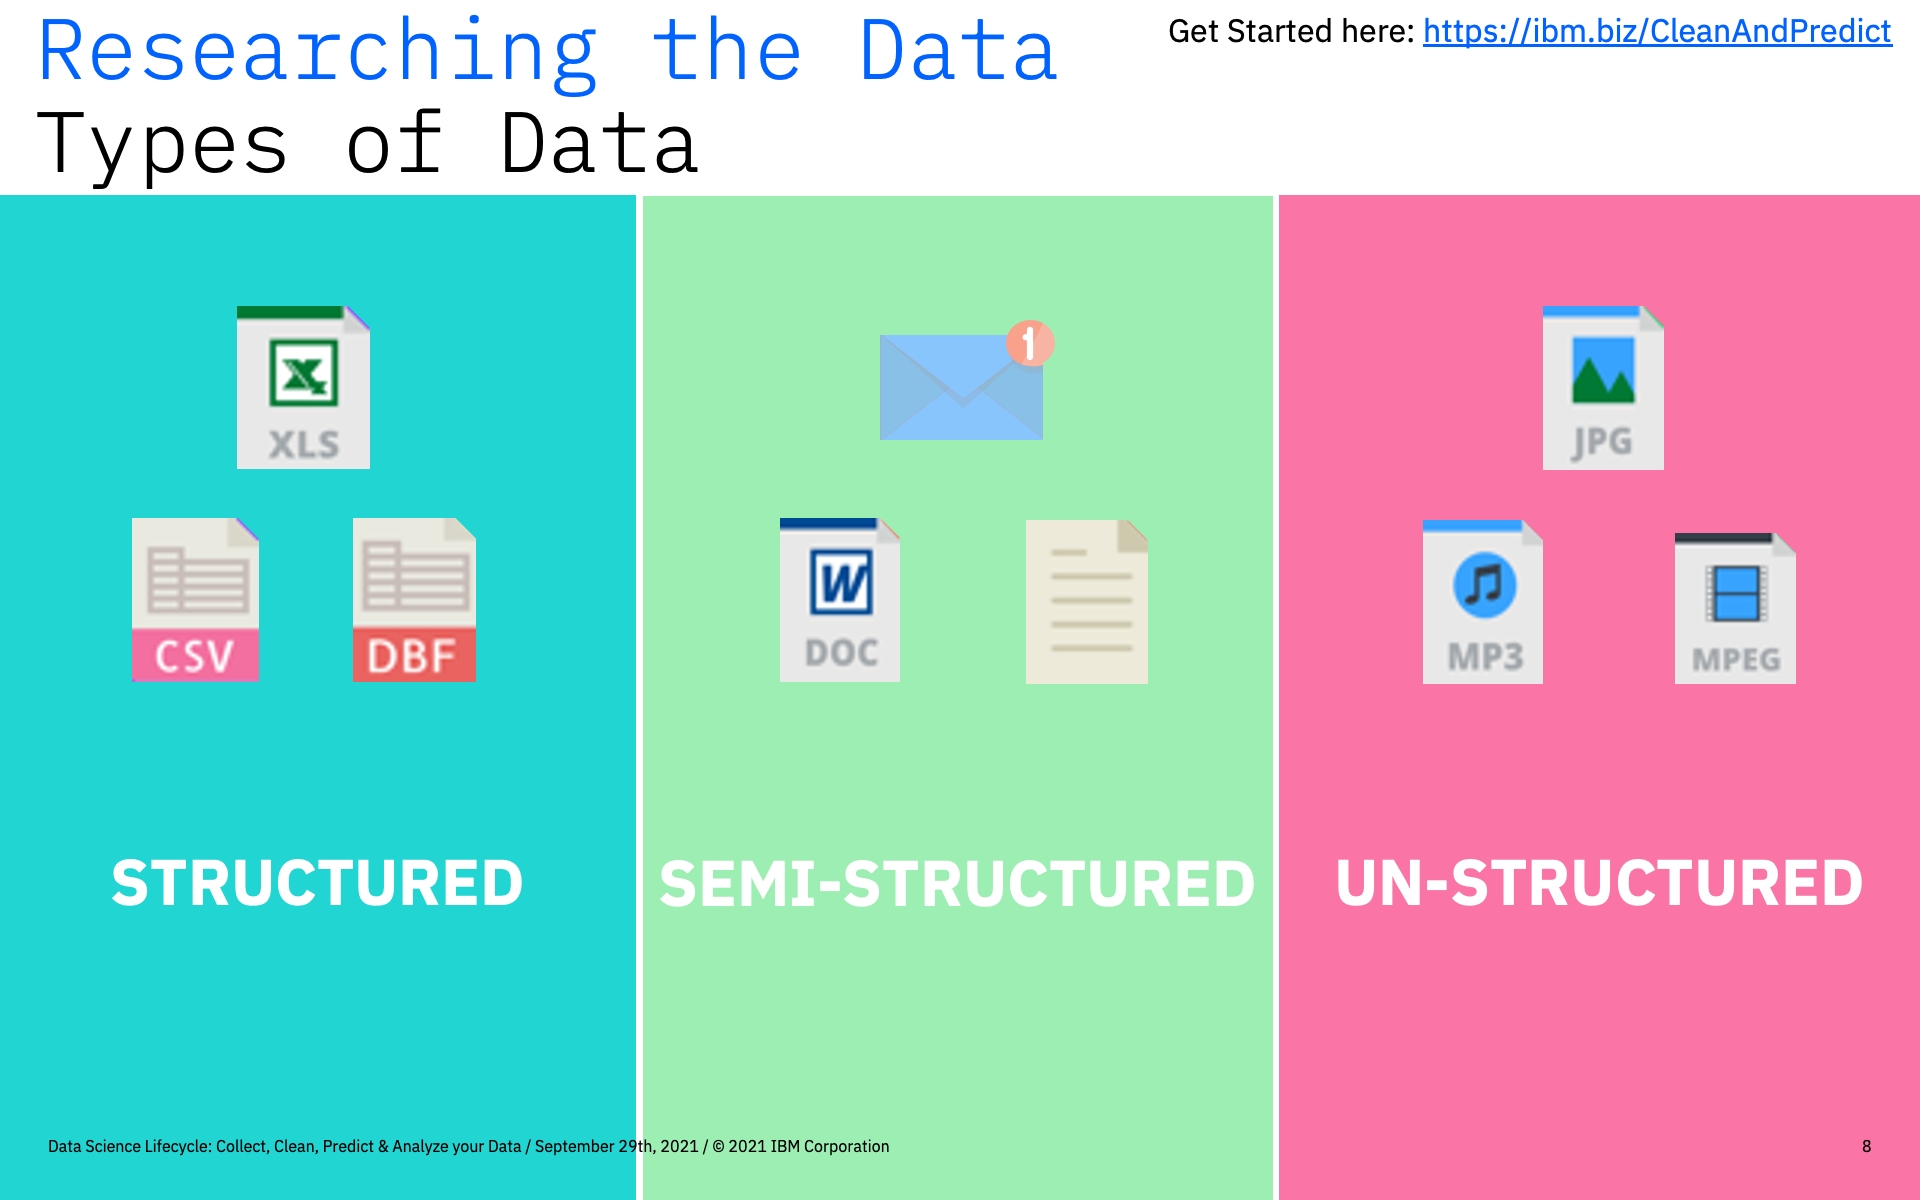 Researching the Data
Get Started here: https://ibm.biz/CleanAndPredict
Types of Data
XLS
CSV
DBF
STRUCTURED
1
W
DOC
SEMI-STRUCTURED
JPG
MP3
MPEG
UN-STRUCTURED
Data Science Lifecycle: Collect, Clean, Predict & Analyze your Data / September 29th, 2021 / © 2021 IBM Corporation
8